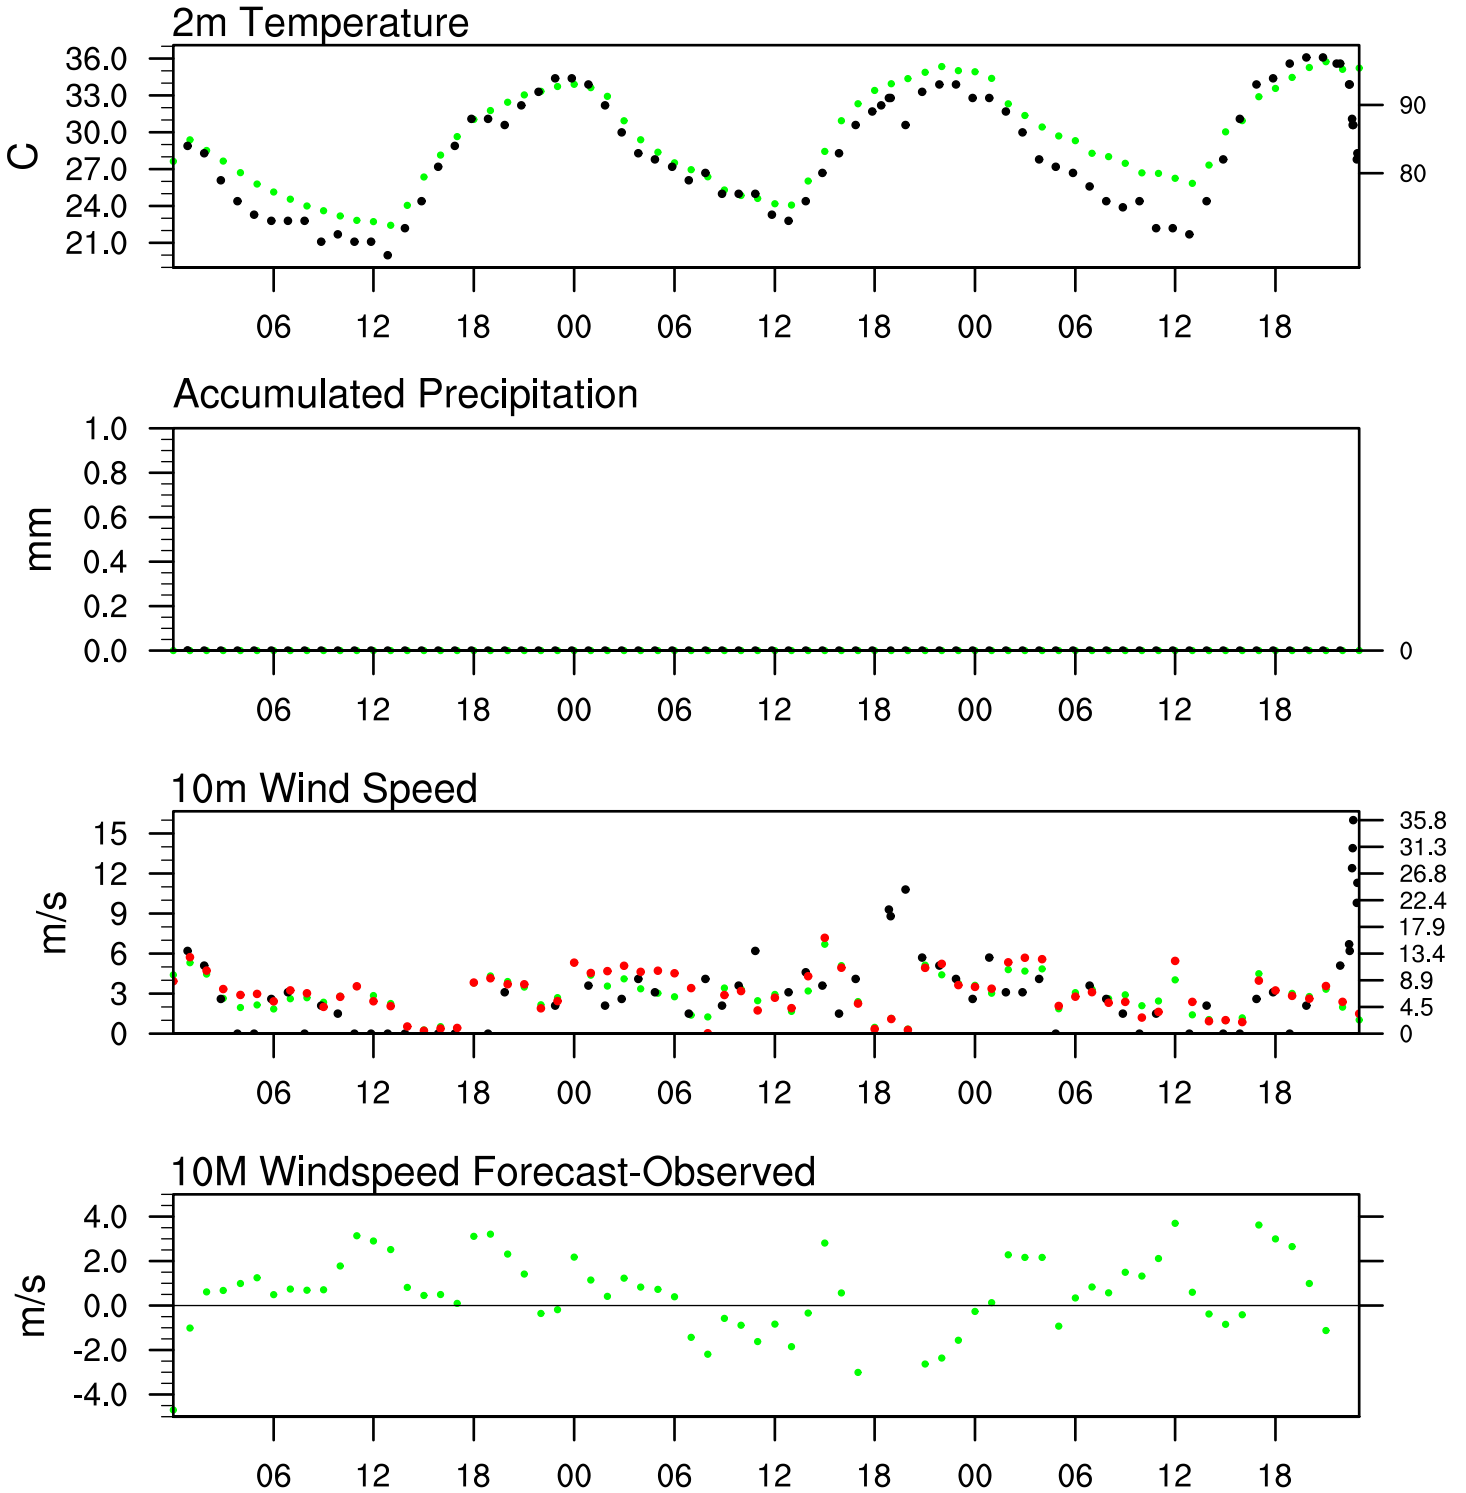 2m Temperature
36.0
33.0
30.0
27.0
24.0
21.0
C
90
80
06 12 18 00 06 12 18 00 06 12 18
Accumulated Precipitation
1.0
0.8
0.6
0.4
0.2
0.0
mm
0
06 12 18 00 06 12 18 00 06 12 18
10m Wind Speed
15
12
9
6
3
0
m/s
35.8
31.3
26.8
22.4
17.9
13.4
8.9
4.5
0
06 12 18 00 06 12 18 00 06 12 18
10M Windspeed Forecast-Observed
4.0
2.0
0.0
-2.0
-4.0
m/s
06 12 18 00 06 12 18 00 06 12 18